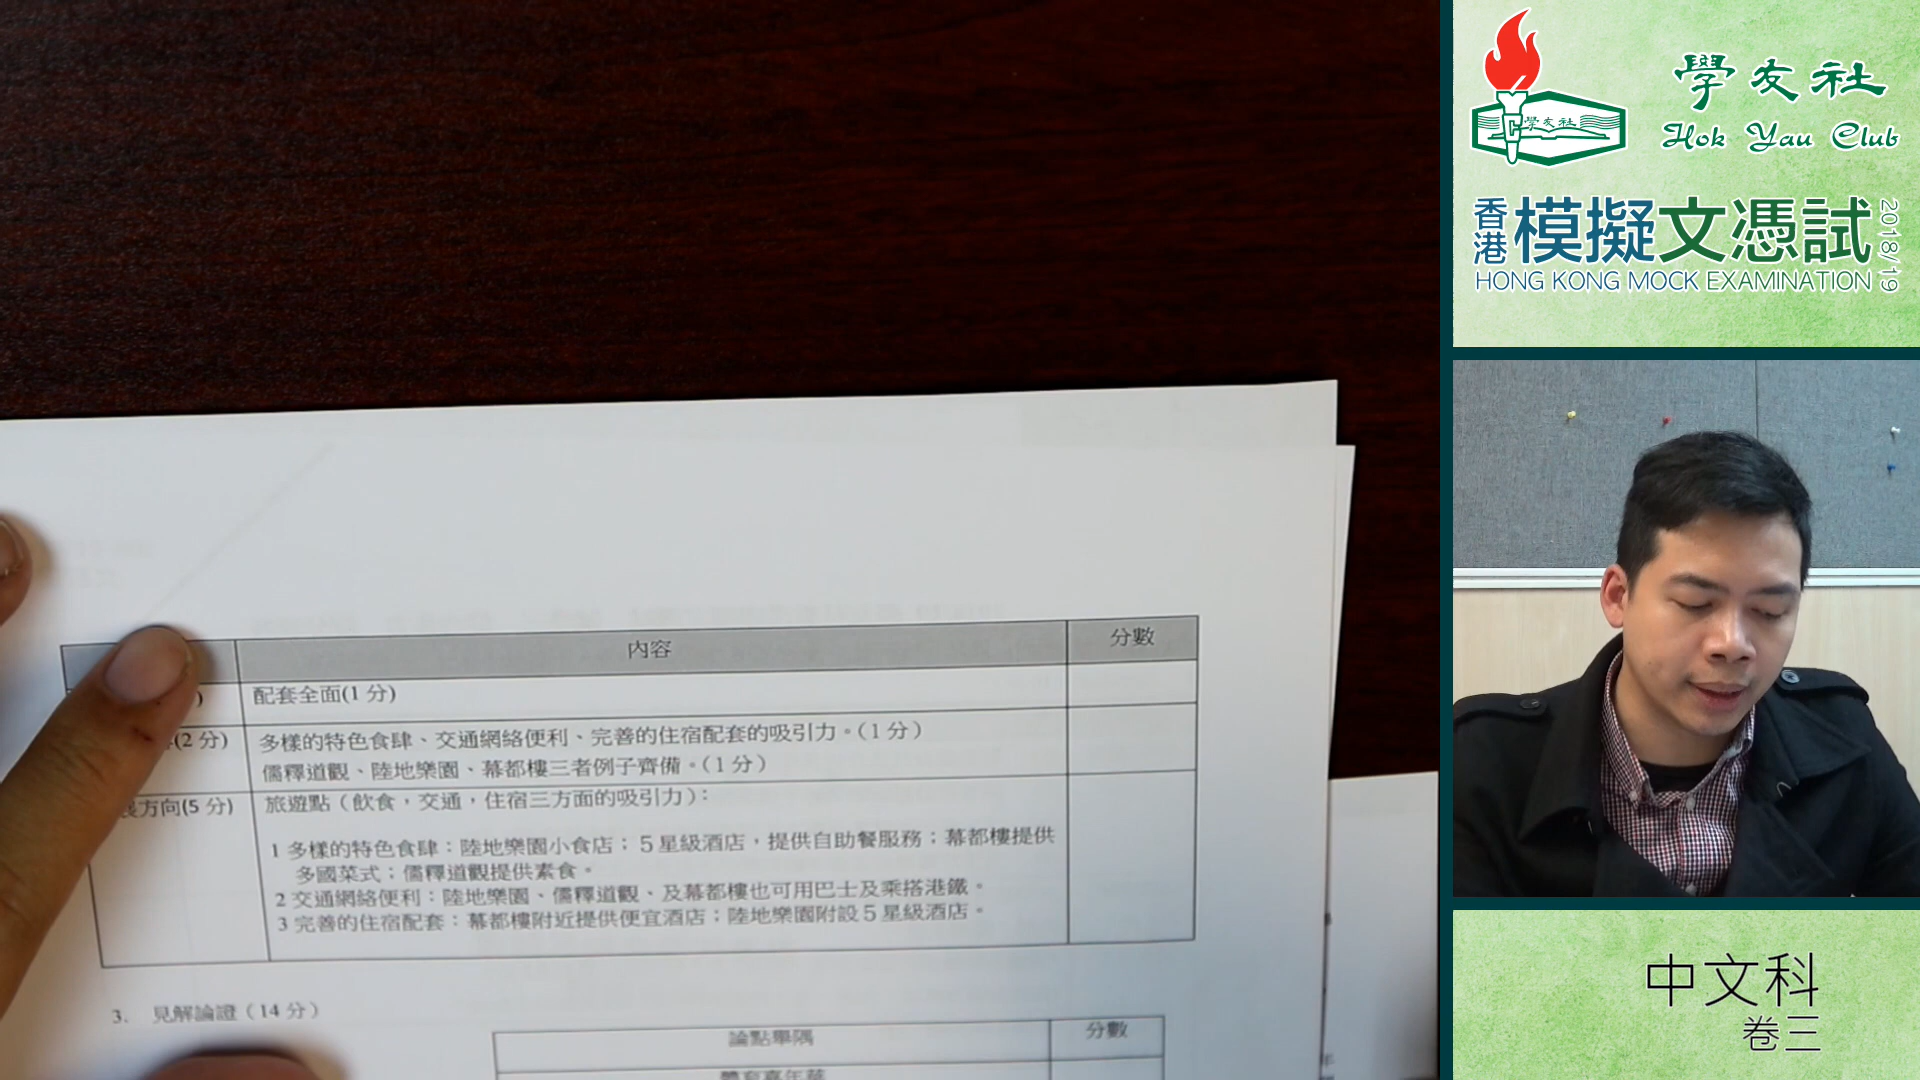 內容
分數
配套全面(1 分)
(2 分)
多樣的特色食肆、交通網絡便利、完善的住宿配套的吸引力。(1 分)
儒釋道觀、陸地樂園、幕都樓三者例子齊備。(1 分)
方向(5 分)
旅遊點(飲食，交通，住宿三方面的吸引力)：
1 多樣的特色食肆：陸地樂園小食店；5 星級酒店，提供自助餐服務；幕都樓提供
多國菜式；儒釋道觀提供素食。
2 交通網絡便利：陸地樂園、儒釋道觀、及幕都樓也可用巴士及乘搭港鐵。
3 完善的住宿配套：幕都樓附近提供便宜酒店；陸地樂園附設 5 星級酒店。
3. 見解論證(14 分)
論點舉隅
分數
體育嘉年華
學友社
學友社
Hok Yau Club
香港模擬文憑試 2018/19
HONG KONG MOCK EXAMINATION
中文科
卷三